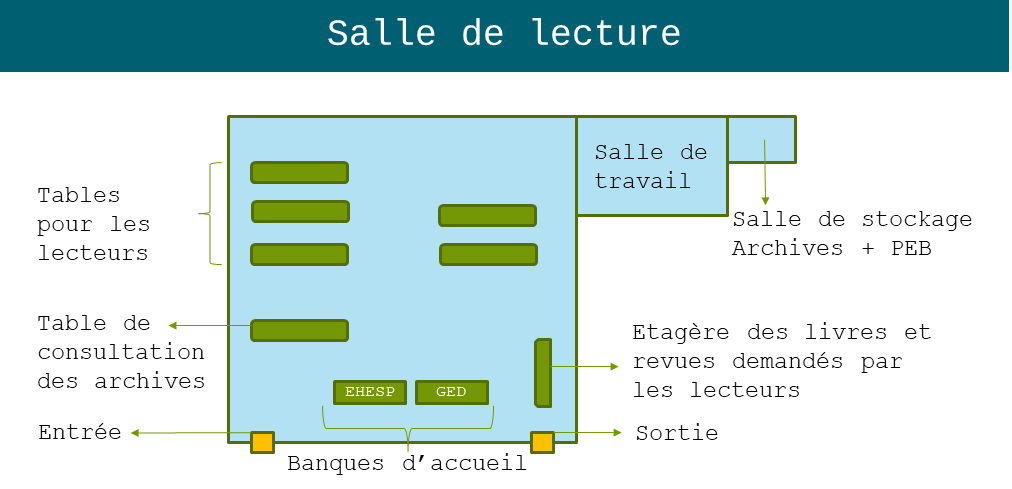 Salle de lecture
Salle de
travail
Tables
pour les
lecteurs
Salle de stockage
Archives + PEB
Table de
consultation
des archives
Etagère des livres et
revues demandés par
les lecteurs
EHESP
GED
Entrée
Sortie
Banques d’accueil